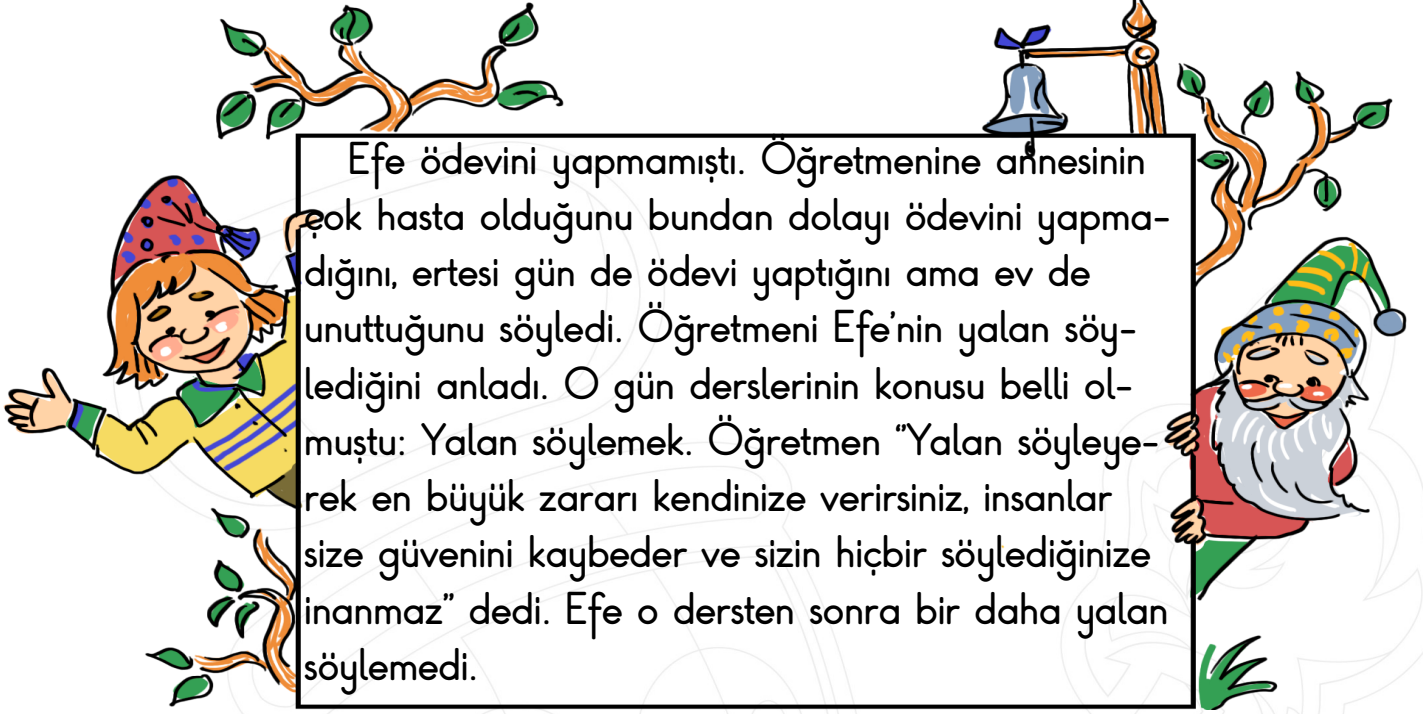 Efe ödevini yapmamıştı. Öğretmenine annesinin
çok hasta olduğunu bundan dolayı ödevini yapma-
dığını, ertesi gün de ödevi yaptığını ama ev de
unuttuğunu söyledi. Öğretmeni Efe'nin yalan söy-
lediğini anladı. O gün derslerinin konusu belli ol-
muştu: Yalan söylemek. Öğretmen “Yalan söyleye-
rek en büyük zararı kendinize verirsiniz, insanlar
size güvenini kaybeder ve sizin hiçbir söylediğinize
inanmaz” dedi. Efe o dersten sonra bir daha yalan
söylemedi.